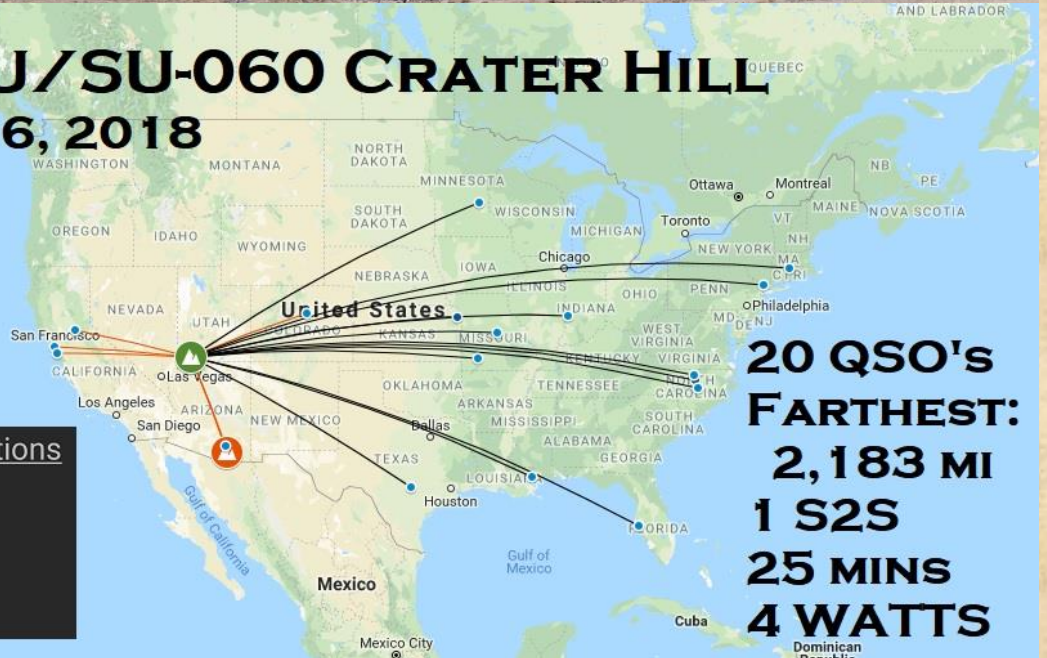 AND LABRADOR
U/SU-060 CRATER HILL
QUEBEC
6, 2018
WASHINGTON
MONTANA
NORTH
DAKOTA
MINNESOTA
Ottawa
Montreal
NB
PE
MAINE
NOVA SCOTIA
SOUTH
DAKOTA
WISCONSIN
Toronto
VT
OREGON
IDAHO
MICHIGAN
NH
WYOMING
NEW YORK
MA
Chicago
CT RI
IOWA
NEBRASKA
ILLINOIS
OHIO
PENN
NEVADA
United States
INDIANA
Philadelphia
UTAH
COLORADO
KANSAS
MISSOURI
MD
DE
NJ
San Francisco
WEST
VIRGINIA
KENTUCKY
VIRGINIA
20 QSO's
CALIFORNIA
Las Vegas
OKLAHOMA
TENNESSEE
NORTH
CAROLINA
FARTHEST:
Los Angeles
ARIZONA
NEW MEXICO
ARKANSAS
MISSISSIPPI
SOUTH
CAROLINA
San Diego
Dallas
ALABAMA
tions
TEXAS
GEORGIA
2,183 MI
LOUISIANA
Houston
1 S2S
Gulf of California
FLORIDA
Gulf of
Mexico
25 MINS
Mexico
Cuba
4 WATTS
Mexico City
Dominican
Republic